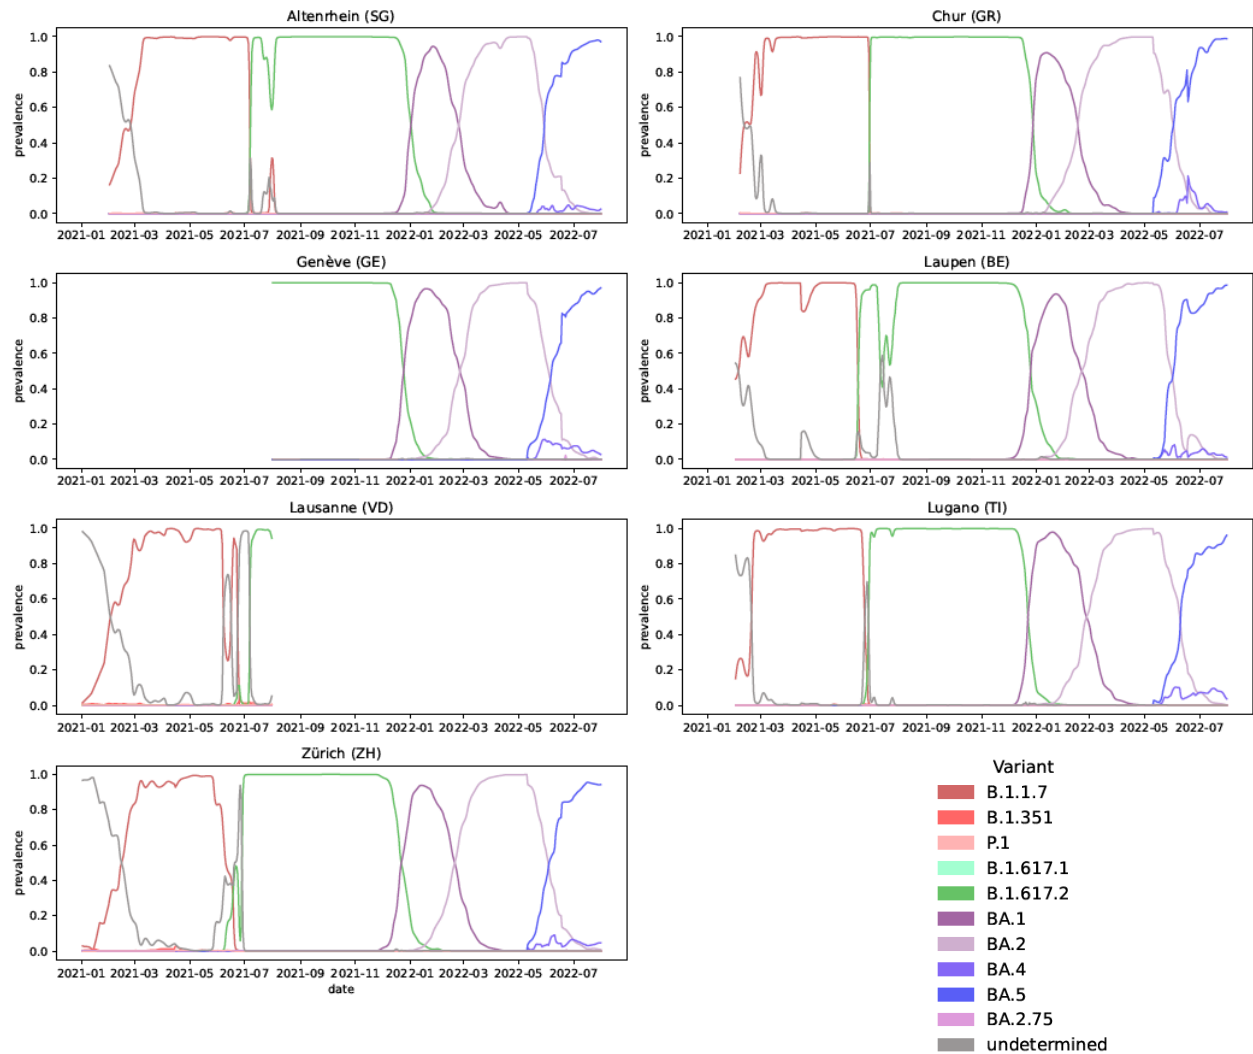 Altenrhein (SG)
prevalence
1.0
0.8
0.6
0.4
0.2
0.0
2021-01 2021-03 2021-05 2021-07 2021-09 2021-11 2022-01 2022-03 2022-05 2022-07
Chur (GR)
prevalence
1.0
0.8
0.6
0.4
0.2
0.0
2021-01 2021-03 2021-05 2021-07 2021-09 2021-11 2022-01 2022-03 2022-05 2022-07
Genève (GE)
prevalence
1.0
0.8
0.6
0.4
0.2
0.0
2021-01 2021-03 2021-05 2021-07 2021-09 2021-11 2022-01 2022-03 2022-05 2022-07
Laupen (BE)
prevalence
1.0
0.8
0.6
0.4
0.2
0.0
2021-01 2021-03 2021-05 2021-07 2021-09 2021-11 2022-01 2022-03 2022-05 2022-07
Lausanne (VD)
prevalence
1.0
0.8
0.6
0.4
0.2
0.0
2021-01 2021-03 2021-05 2021-07 2021-09 2021-11 2022-01 2022-03 2022-05 2022-07
Lugano (TI)
prevalence
1.0
0.8
0.6
0.4
0.2
0.0
2021-01 2021-03 2021-05 2021-07 2021-09 2021-11 2022-01 2022-03 2022-05 2022-07
Zürich (ZH)
prevalence
1.0
0.8
0.6
0.4
0.2
0.0
2021-01 2021-03 2021-05 2021-07 2021-09 2021-11 2022-01 2022-03 2022-05 2022-07
date
Variant
B.1.1.7
B.1.351
P.1
B.1.617.1
B.1.617.2
BA.1
BA.2
BA.4
BA.5
BA.2.75
undetermined